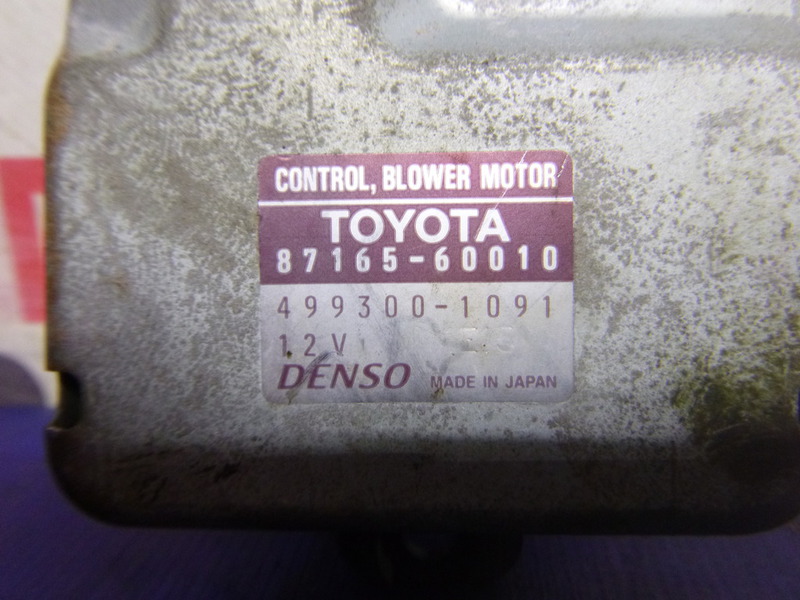 CONTROL, BLOWER MOTOR
TOYOTA
87165-60010
499300-1091
12V
DENSO MADE IN JAPAN